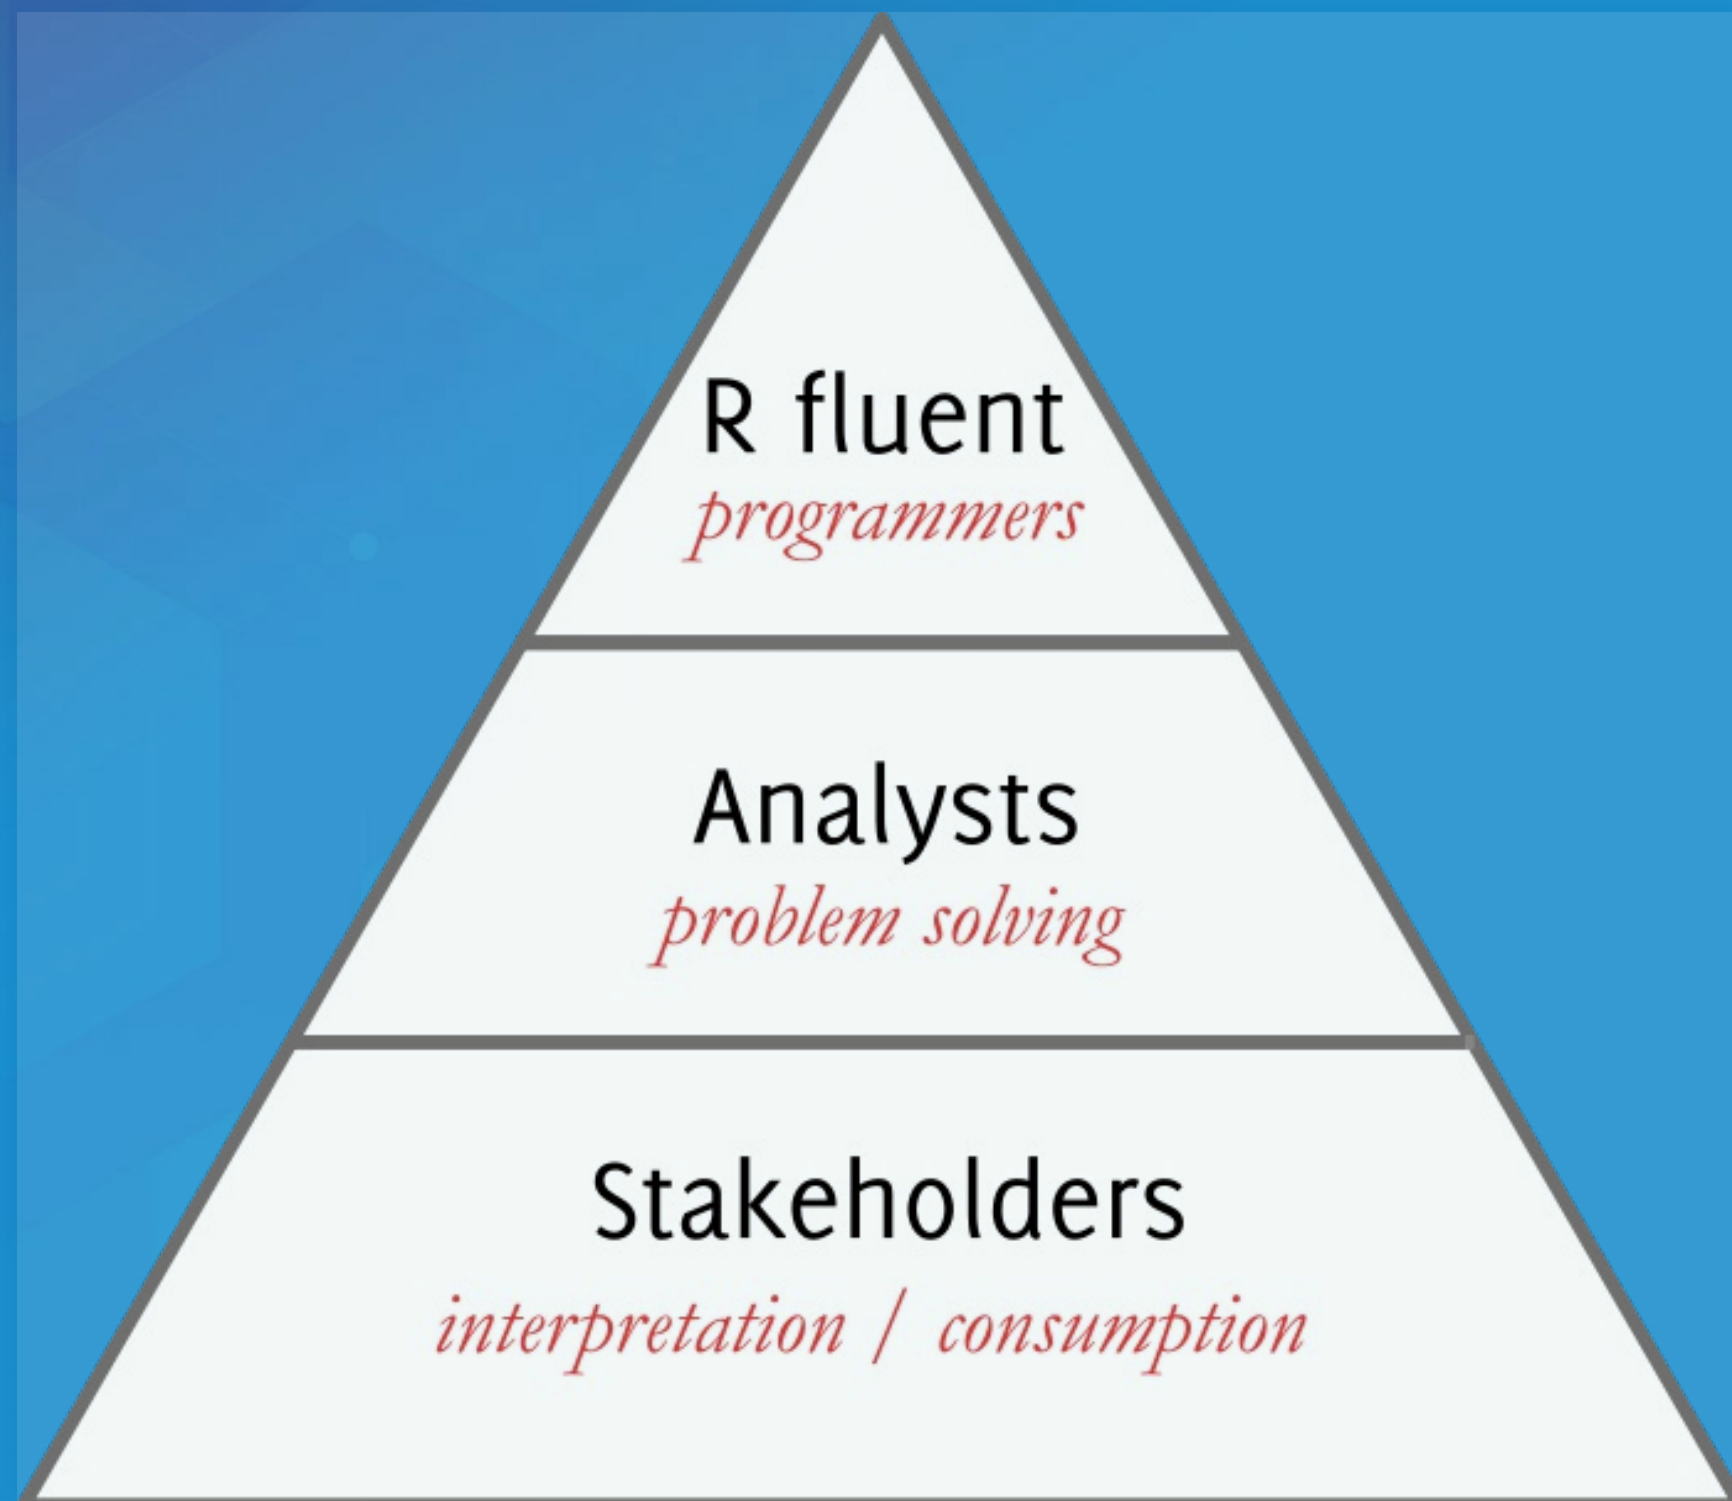 R fluent
programmers
Analysts
problem solving
Stakeholders
interpretation / consumption